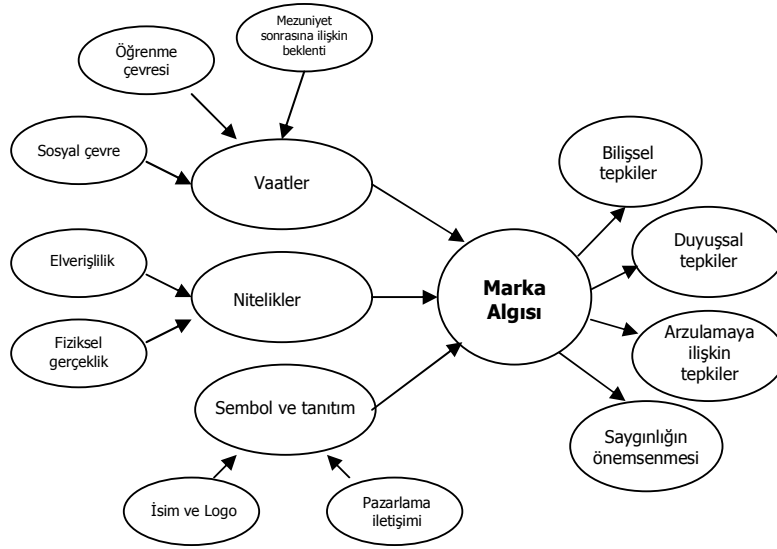 Mezuniyet
sonrasına ilişkin
beklenti
Öğrenme
çevresi
Sosyal çevre
Vaatler
Bilişsel
tepkiler
Duyuşsal
tepkiler
Elverişlilik
Nitelikler
Marka
Algısı
Fiziksel
gerçeklik
Arzulamaya
ilişkin
tepkiler
Sembol ve tanıtım
Saygınlığın
önemsenmesi
İsim ve Logo
Pazarlama
iletişimi